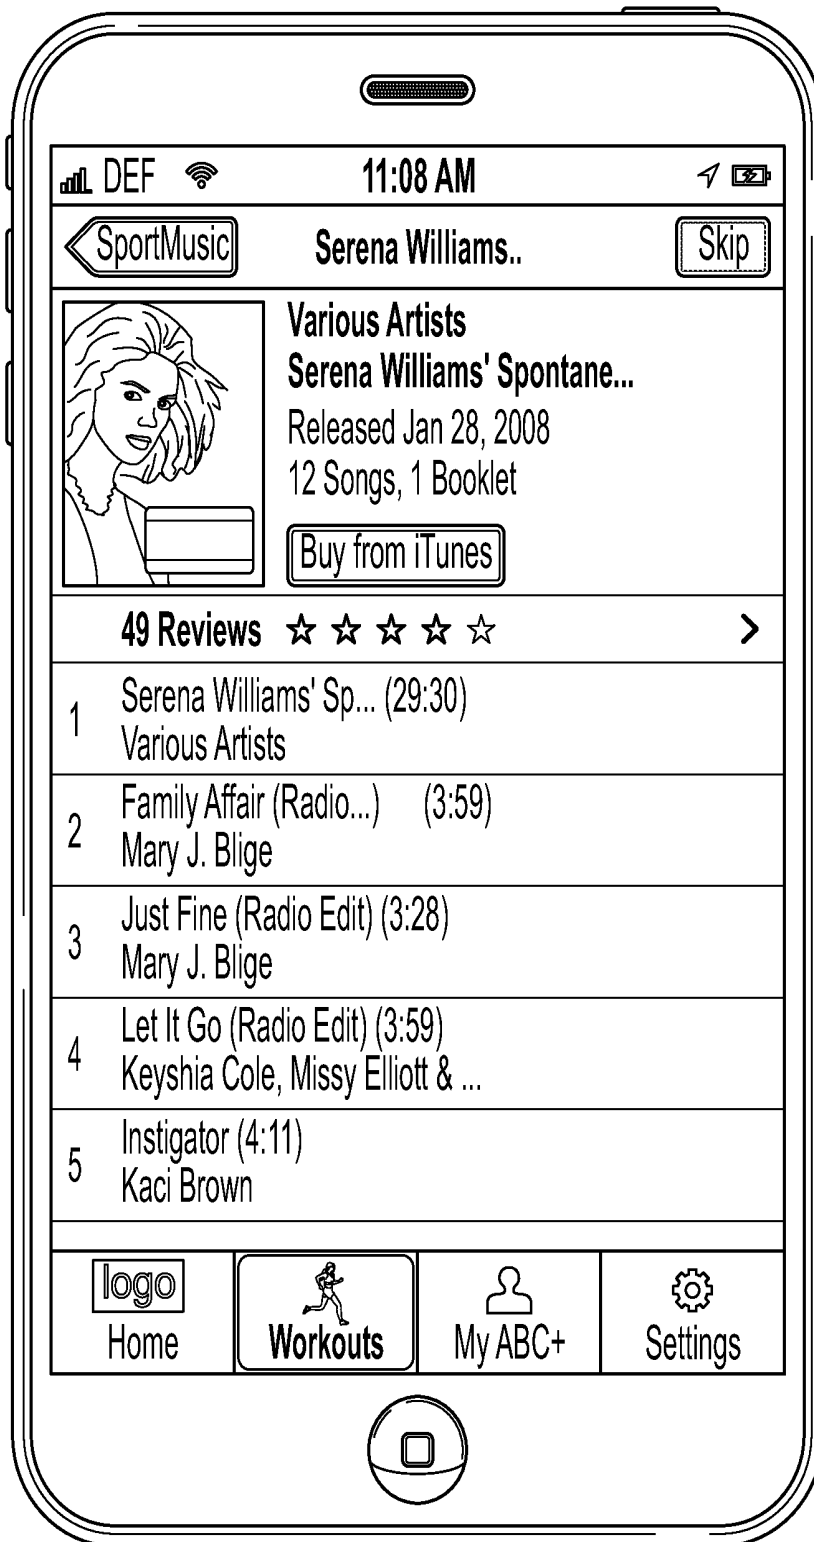 DEF 11:08 AM
SportMusic Serena Williams.. Skip
Various Artists
Serena Williams' Spontane...
Released Jan 28, 2008
12 Songs, 1 Booklet
Buy from iTunes
49 Reviews
1 Serena Williams' Sp... (29:30)
Various Artists
2 Family Affair (Radio...) (3:59)
Mary J. Blige
3 Just Fine (Radio Edit) (3:28)
Mary J. Blige
4 Let It Go (Radio Edit) (3:59)
Keyshia Cole, Missy Elliott & ...
5 Instigator (4:11)
Kaci Brown
logo
Home Workouts My ABC+ Settings